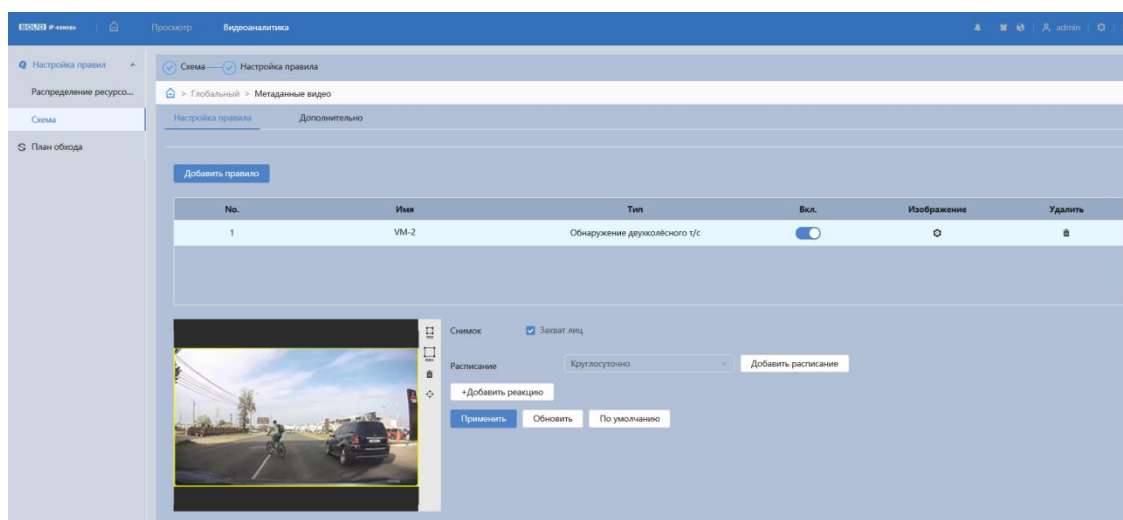 BOLID IP-камера
Просмотр
Видеоаналитика
admin
Настройка правил
Распределение ресурсо...
Схема
План обхода
Схема
Настройка правила
> Глобальный > Метаданные видео
Настройка правила
Дополнительно
Добавить правило
No.
Имя
Тип
Вкл.
Изображение
Удалить
1
VM-2
Обнаружение двухколёсного т/с
Снимок
Захват лиц
Расписание
Круглосуточно
Добавить расписание
+Добавить реакцию
Применить
Обновить
По умолчанию